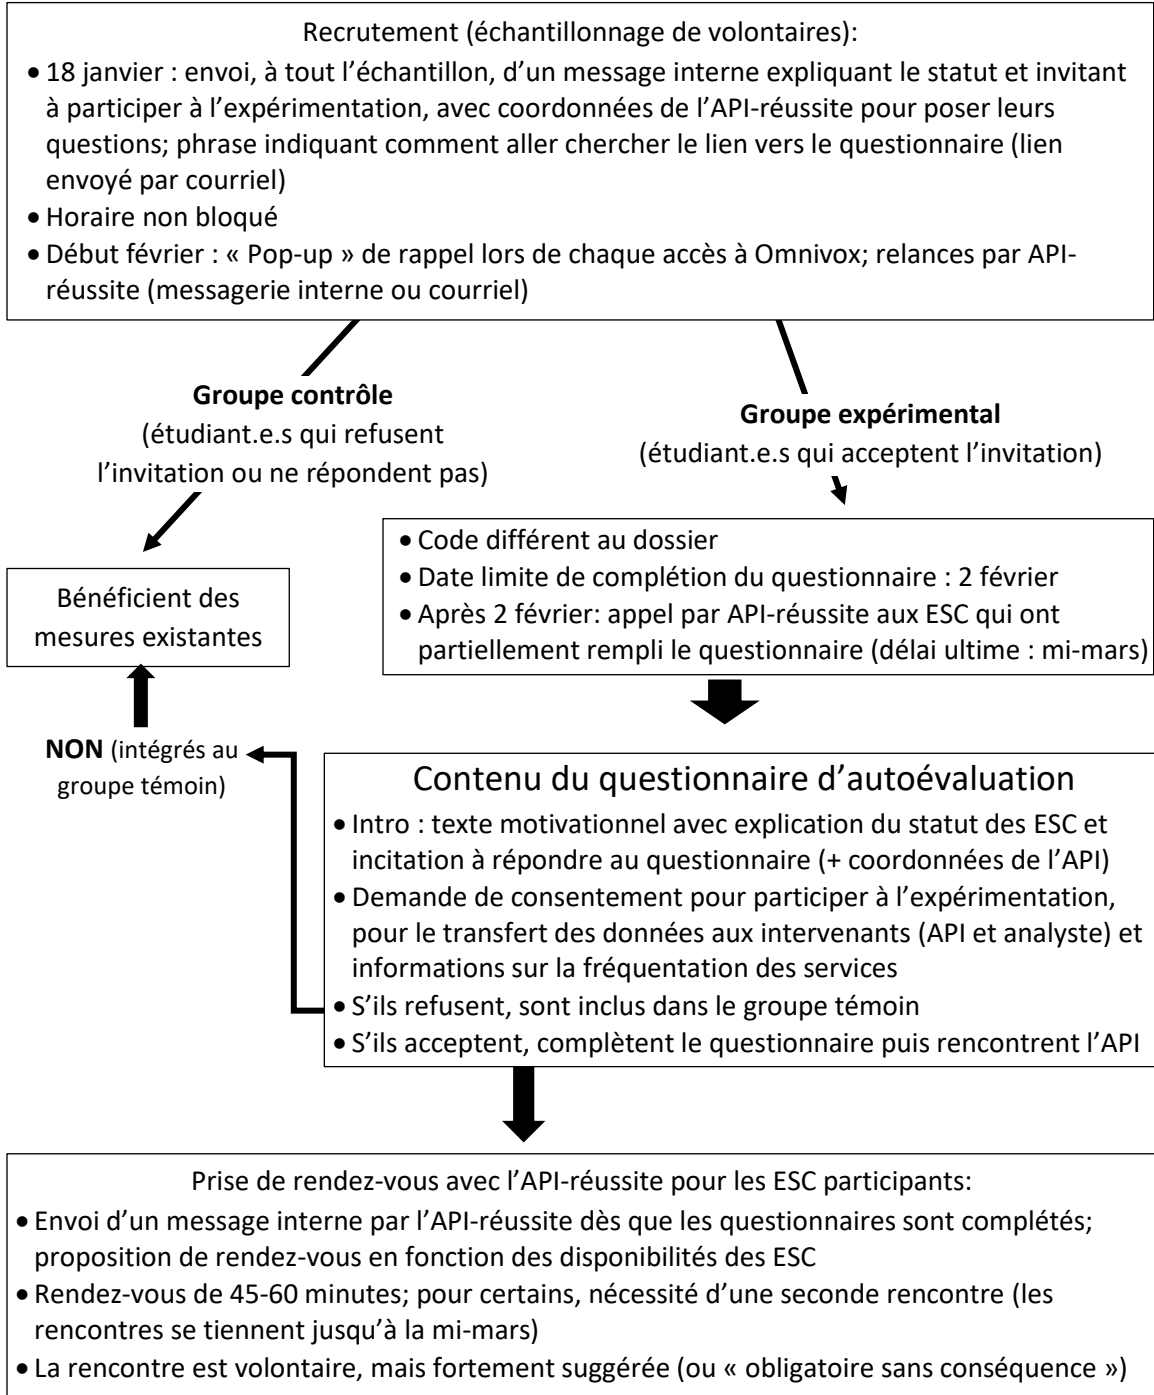 Recrutement (échantillonnage de volontaires):
• 18 janvier : envoi, à tout l’échantillon, d’un message interne expliquant le statut et invitant
à participer à l’expérimentation, avec coordonnées de l’API-réussite pour poser leurs
questions; phrase indiquant comment aller chercher le lien vers le questionnaire (lien
envoyé par courriel)
• Horaire non bloqué
• Début février : « Pop-up » de rappel lors de chaque accès à Omnivox; relances par API-
réussite (messagerie interne ou courriel)
Groupe contrôle
(étudiant.e.s qui refusent
l’invitation ou ne répondent pas)
Groupe expérimental
(étudiant.e.s qui acceptent l’invitation)
• Code différent au dossier
• Date limite de complétion du questionnaire : 2 février
• Après 2 février: appel par API-réussite aux ESC qui ont
partiellement rempli le questionnaire (délai ultime : mi-mars)
Bénéficient des
mesures existantes
NON (intégrés au
groupe témoin)
Contenu du questionnaire d’autoévaluation
• Intro : texte motivationnel avec explication du statut des ESC et
incitation à répondre au questionnaire (+ coordonnées de l’API)
• Demande de consentement pour participer à l’expérimentation,
pour le transfert des données aux intervenants (API et analyste) et
informations sur la fréquentation des services
• S’ils refusent, sont inclus dans le groupe témoin
• S’ils acceptent, complètent le questionnaire puis rencontrent l’API
Prise de rendez-vous avec l’API-réussite pour les ESC participants:
• Envoi d’un message interne par l’API-réussite dès que les questionnaires sont complétés;
proposition de rendez-vous en fonction des disponibilités des ESC
• Rendez-vous de 45-60 minutes; pour certains, nécessité d’une seconde rencontre (les
rencontres se tiennent jusqu’à la mi-mars)
• La rencontre est volontaire, mais fortement suggérée (ou « obligatoire sans conséquence »)